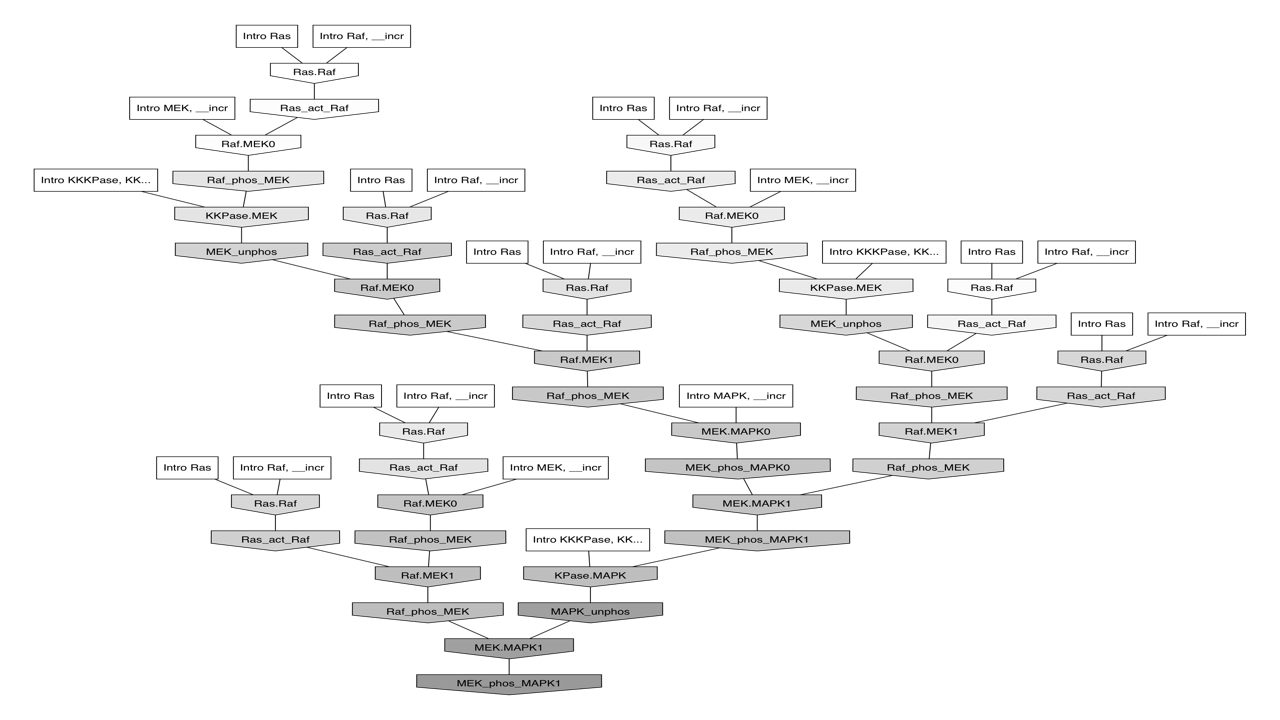 Intro Ras
Intro Raf, __incr
Ras.Raf
Intro MEK, __incr
Ras_act_Raf
Intro Ras
Intro Raf, __incr
Raf.MEK0
Ras.Raf
Intro KKKPase, KK...
Raf_phos_MEK
Intro Ras
Intro Raf, __incr
Ras_act_Raf
Intro MEK, __incr
KKPase.MEK
Ras.Raf
Raf.MEK0
MEK_unphos
Ras_act_Raf
Intro Ras
Intro Raf, __incr
Raf_phos_MEK
Intro KKKPase, KK...
Intro Ras
Intro Raf, __incr
Raf.MEK0
Ras.Raf
KKPase.MEK
Ras.Raf
Raf_phos_MEK
Ras_act_Raf
MEK_unphos
Ras_act_Raf
Intro Ras
Intro Raf, __incr
Raf.MEK1
Raf.MEK0
Ras.Raf
Intro Ras
Intro Raf, __incr
Raf_phos_MEK
Intro MAPK, __incr
Raf_phos_MEK
Ras_act_Raf
Ras.Raf
MEK.MAPK0
Raf.MEK1
Intro Ras
Intro Raf, __incr
Ras_act_Raf
Intro MEK, __incr
MEK_phos_MAPK0
Raf_phos_MEK
Ras.Raf
Raf.MEK0
MEK.MAPK1
Ras_act_Raf
Raf_phos_MEK
Intro KKKPase, KK...
MEK_phos_MAPK1
Raf.MEK1
KPase.MAPK
Raf_phos_MEK
MAPK_unphos
MEK.MAPK1
MEK_phos_MAPK1